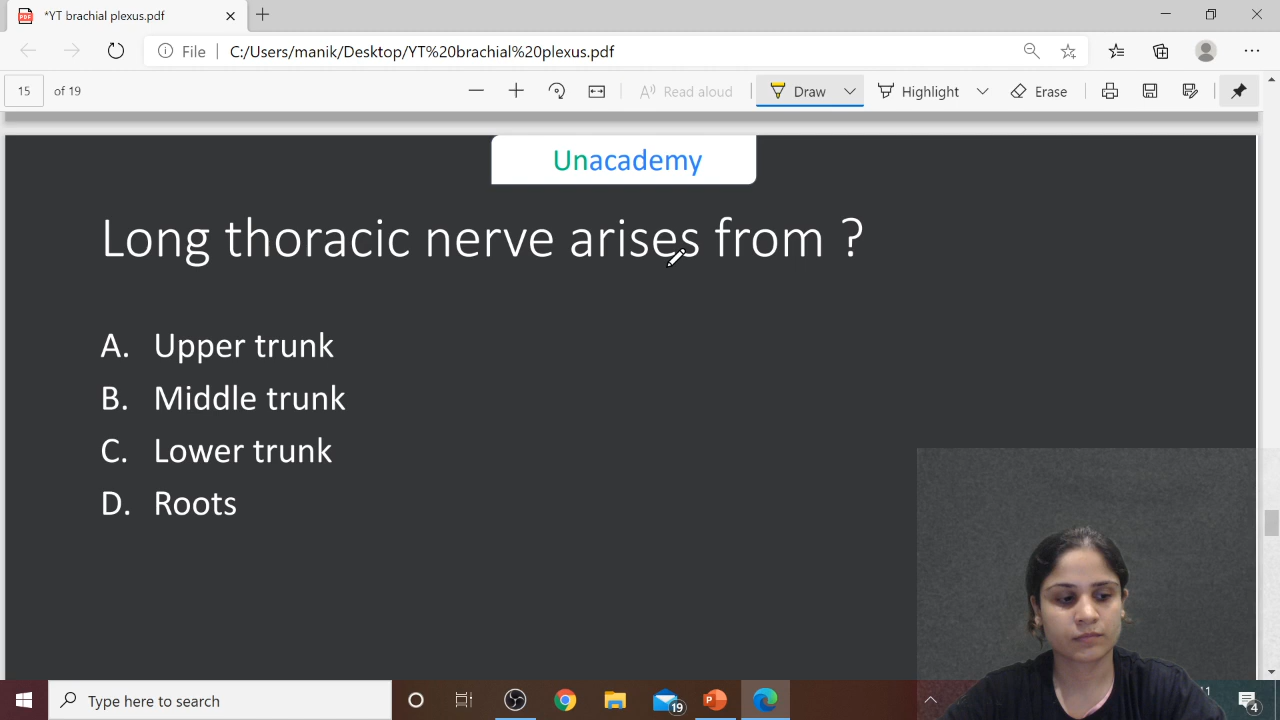 *YT brachial plexus.pdf
File C:/Users/manik/Desktop/YT%20brachial%20plexus.pdf
15 of 19 Read aloud Draw Highlight Erase
Unacademy
Long thoracic nerve arises from ?
A. Upper trunk
B. Middle trunk
C. Lower trunk
D. Roots
Type here to search 19 4